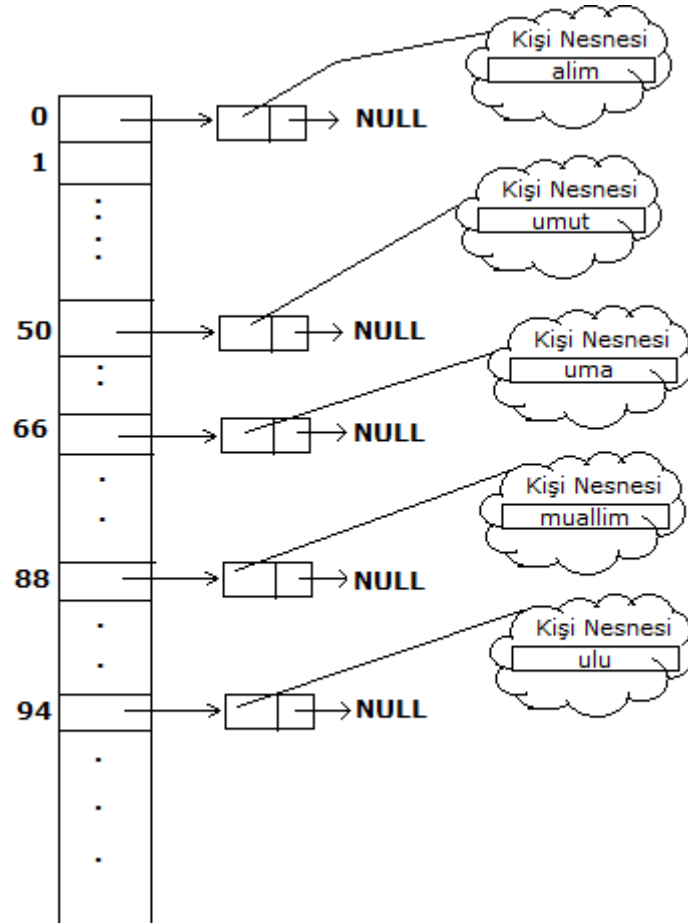 Kişi Nesnesi
alim
0
NULL
1
Kişi Nesnesi
umut
50
NULL
Kişi Nesnesi
uma
66
NULL
Kişi Nesnesi
muallim
88
NULL
Kişi Nesnesi
ulu
94
NULL